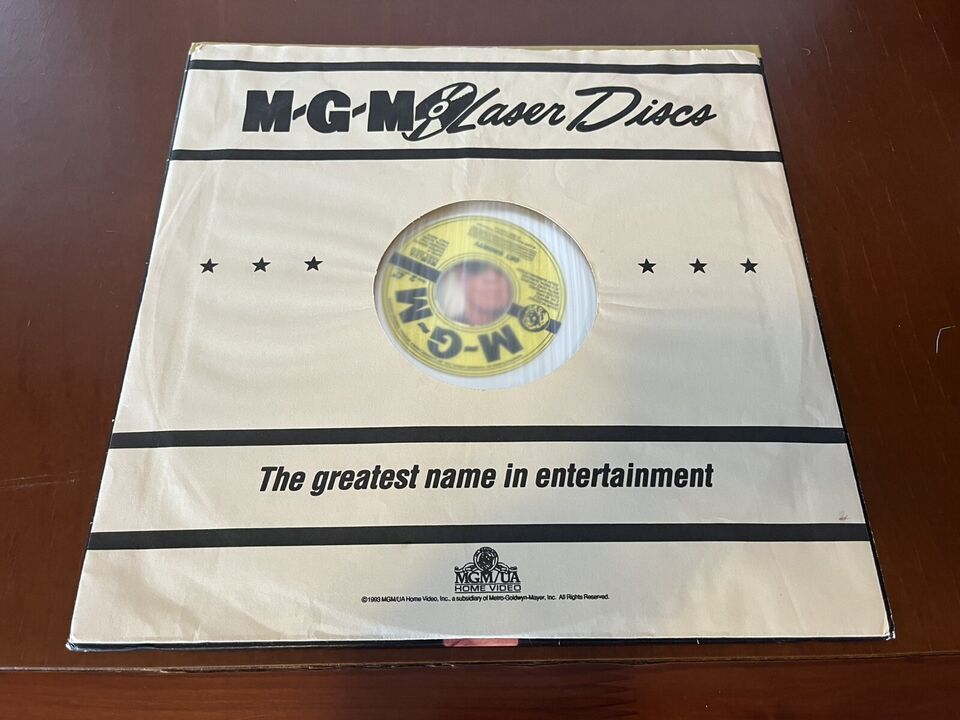 M-G-M Laser Discs
M-G-M
The greatest name in entertainment
MGM/UA
HOME VIDEO
©1993 MGM/UA Home Video, Inc., a subsidiary of Metro-Goldwyn-Mayer, Inc. All Rights Reserved.